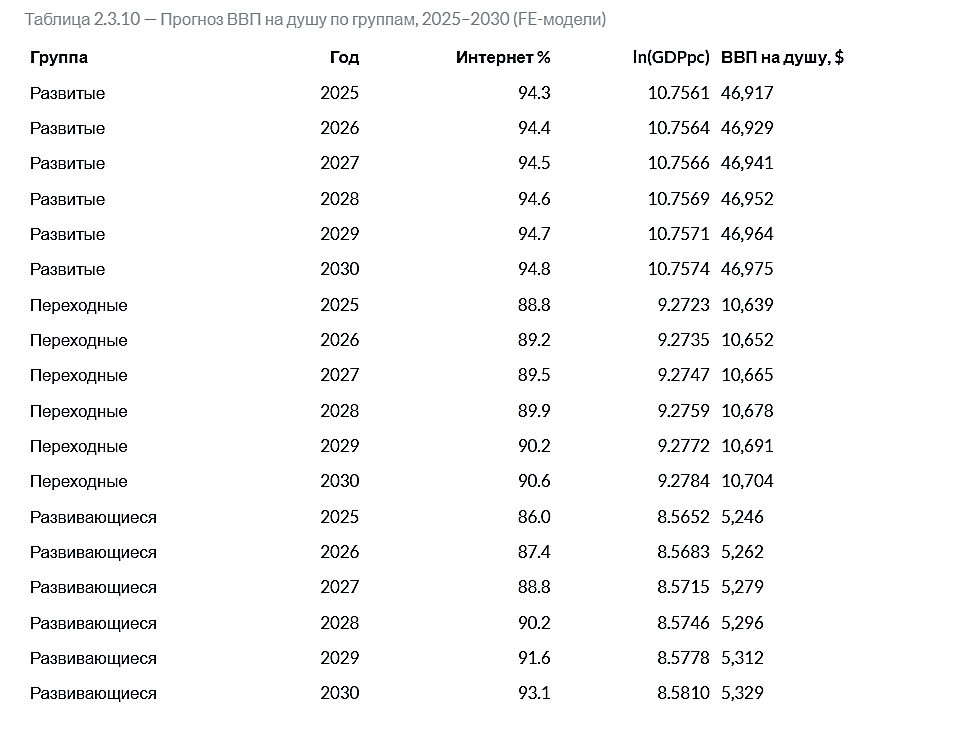 Таблица 2.3.10 — Прогноз ВВП на душу по группам, 2025–2030 (FE-модели)
Группа Год Интернет % ln(GDPpc) ВВП на душу, $
Развитые 2025 94.3 10.7561 46,917
Развитые 2026 94.4 10.7564 46,929
Развитые 2027 94.5 10.7566 46,941
Развитые 2028 94.6 10.7569 46,952
Развитые 2029 94.7 10.7571 46,964
Развитые 2030 94.8 10.7574 46,975
Переходные 2025 88.8 9.2723 10,639
Переходные 2026 89.2 9.2735 10,652
Переходные 2027 89.5 9.2747 10,665
Переходные 2028 89.9 9.2759 10,678
Переходные 2029 90.2 9.2772 10,691
Переходные 2030 90.6 9.2784 10,704
Развивающиеся 2025 86.0 8.5652 5,246
Развивающиеся 2026 87.4 8.5683 5,262
Развивающиеся 2027 88.8 8.5715 5,279
Развивающиеся 2028 90.2 8.5746 5,296
Развивающиеся 2029 91.6 8.5778 5,312
Развивающиеся 2030 93.1 8.5810 5,329